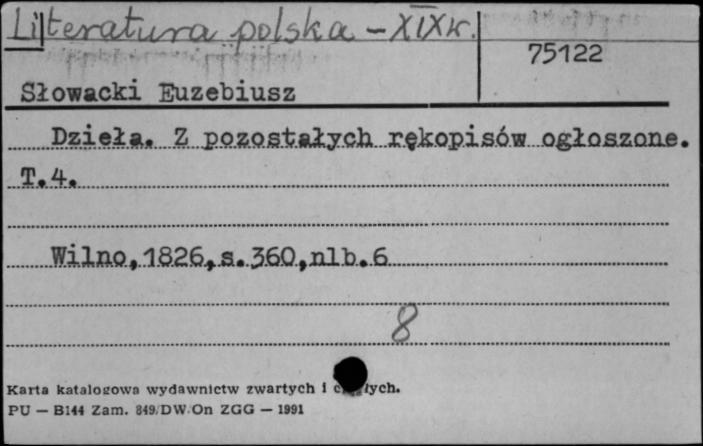 Literatura polska - XIXw.
75122
Słowacki Euzebiusz
Dzieła. Z pozostałych rękopisów ogłoszone.
T.4.
Wilno,1826,s.360,nlb.6
8
Karta katalogowa wydawnictw zwartych i
PU — B144 Zam. 849/DW/On ZGG — 1991